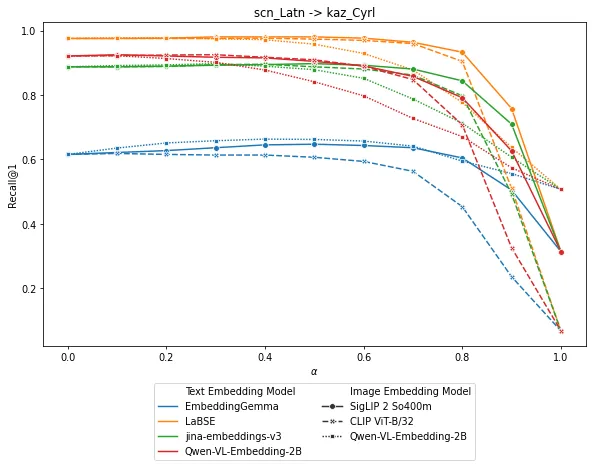 scn_Latn -> kaz_Cyrl
Recall@1
1.0
0.8
0.6
0.4
0.2
0.0 0.2 0.4 0.6 0.8 1.0
α
Text Embedding Model
EmbeddingGemma
LaBSE
jina-embeddings-v3
Qwen-VL-Embedding-2B
Image Embedding Model
SigLIP 2 So400m
CLIP ViT-B/32
Qwen-VL-Embedding-2B